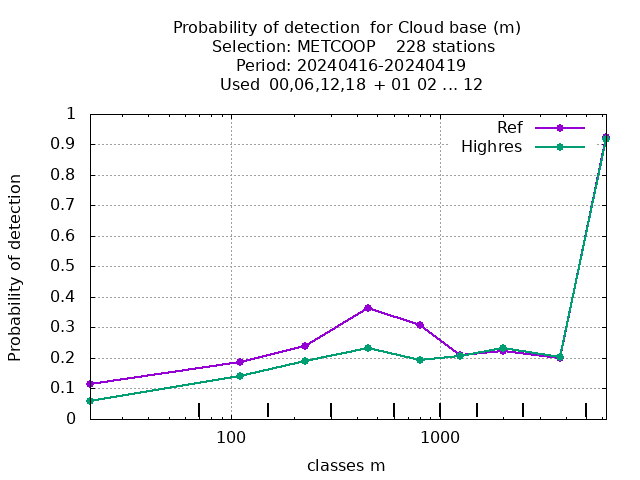 Probability of detection for Cloud base (m)
Selection: METCOOP 228 stations
Period: 20240416-20240419
Used 00,06,12,18 + 01 02 ... 12
Ref
Highres
Probability of detection
1
0.9
0.8
0.7
0.6
0.5
0.4
0.3
0.2
0.1
0
100
1000
classes m